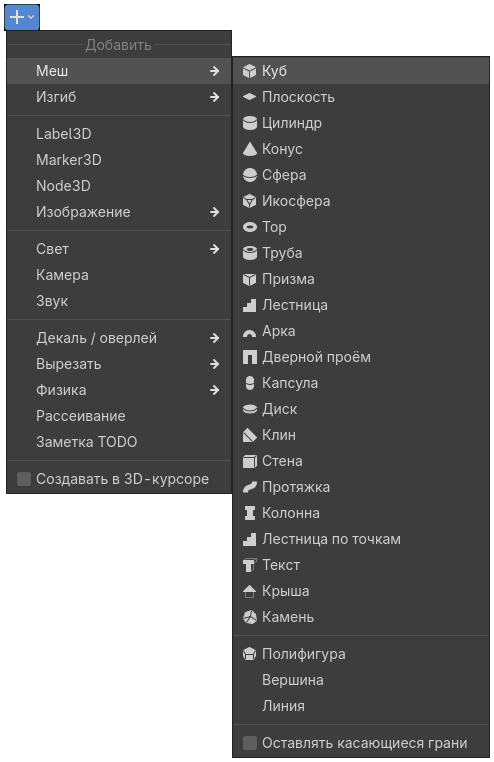 Добавить
Меш
Изгиб
Label3D
Marker3D
Node3D
Изображение
Свет
Камера
Звук
Декаль / оверлей
Вырезать
Физика
Рассеивание
Заметка TODO
Создавать в 3D-курсоре
Куб
Плоскость
Цилиндр
Конус
Сфера
Икосфера
Тор
Труба
Призма
Лестница
Арка
Дверной проём
Капсула
Диск
Клин
Стена
Протяжка
Колонна
Лестница по точкам
Текст
Крыша
Камень
Полифигура
Вершина
Линия
Оставлять касающиеся грани